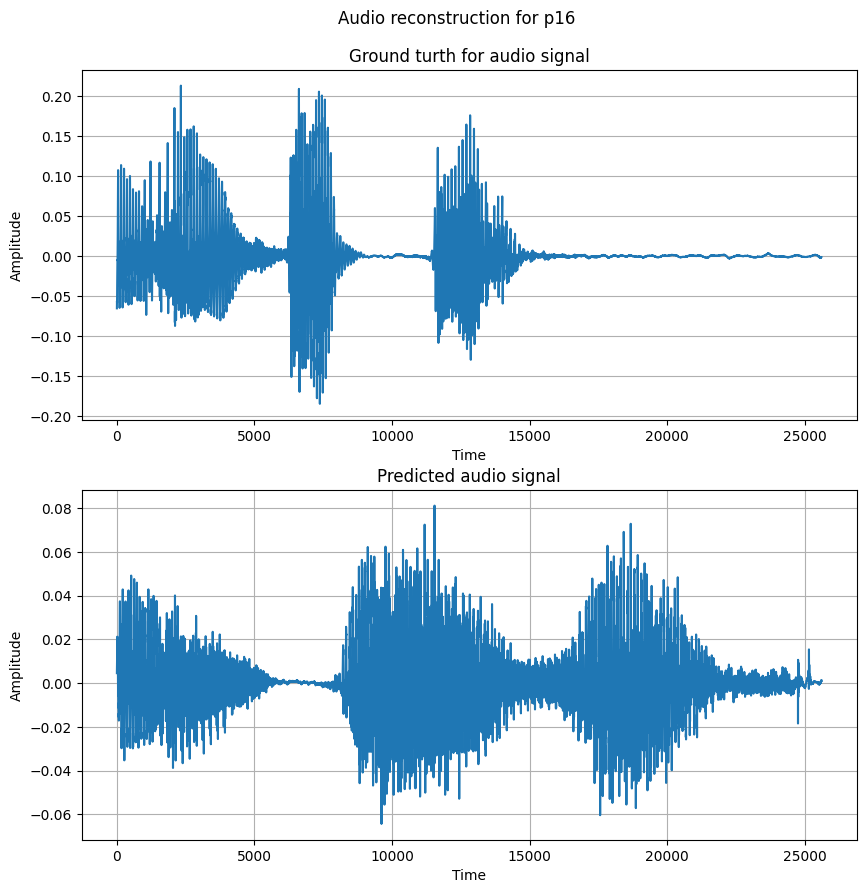 Audio reconstruction for p16
Ground turth for audio signal
0.20
0.15
0.10
0.05
0.00
−0.05
−0.10
−0.15
−0.20
Amplitude
0 5000 10000 15000 20000 25000
Time
Predicted audio signal
0.08
0.06
0.04
0.02
0.00
−0.02
−0.04
−0.06
Amplitude
0 5000 10000 15000 20000 25000
Time